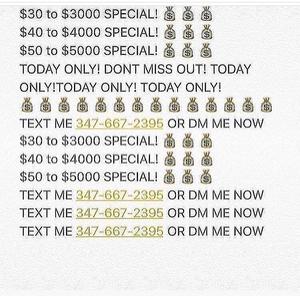 $30 to $3000 SPECIAL! 💰 💰 💰
$40 to $4000 SPECIAL! 💰 💰 💰
$50 to $5000 SPECIAL! 💰 💰 💰
TODAY ONLY! DONT MISS OUT! TODAY
ONLY!TODAY ONLY! TODAY ONLY!
💰 💰 💰 💰 💰 💰 💰 💰 💰 💰 💰 💰 💰 💰
TEXT ME 347-667-2395 OR DM ME NOW
$30 to $3000 SPECIAL! 💰 💰 💰
$40 to $4000 SPECIAL! 💰 💰 💰
$50 to $5000 SPECIAL! 💰 💰 💰
TEXT ME 347-667-2395 OR DM ME NOW
TEXT ME 347-667-2395 OR DM ME NOW
TEXT ME 347-667-2395 OR DM ME NOW